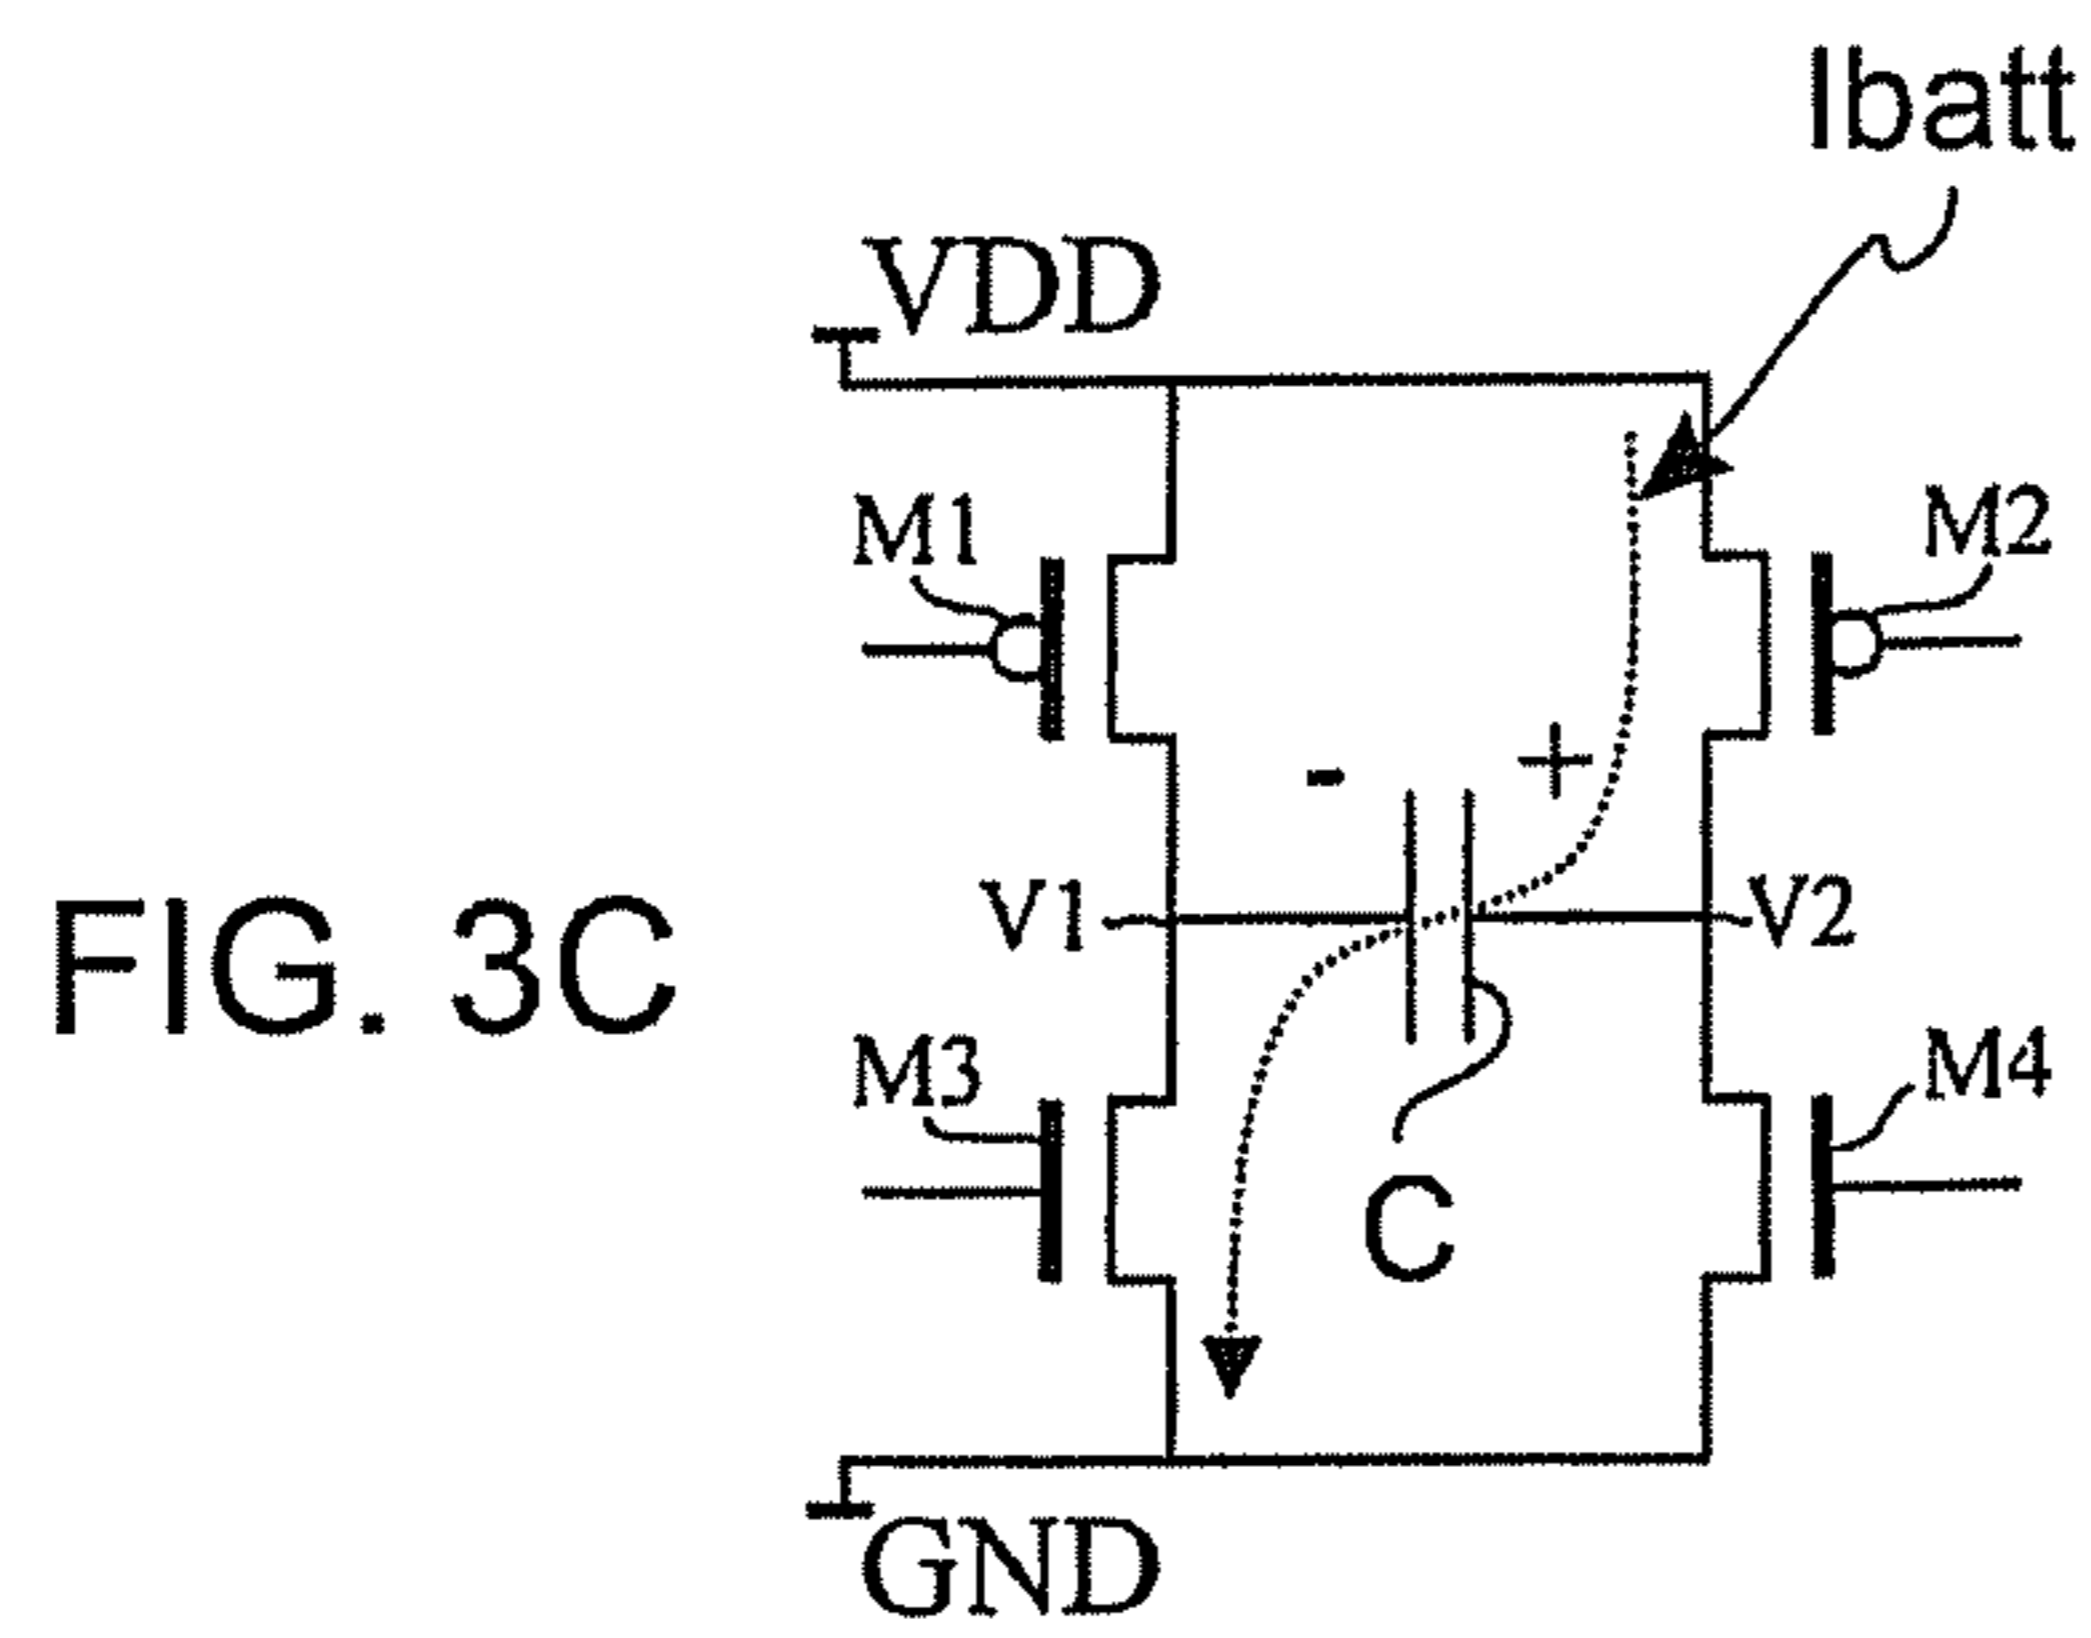 Ibatt
VDD
M1
M2
- +
V1
V2
FIG. 3C
M3
M4
C
GND